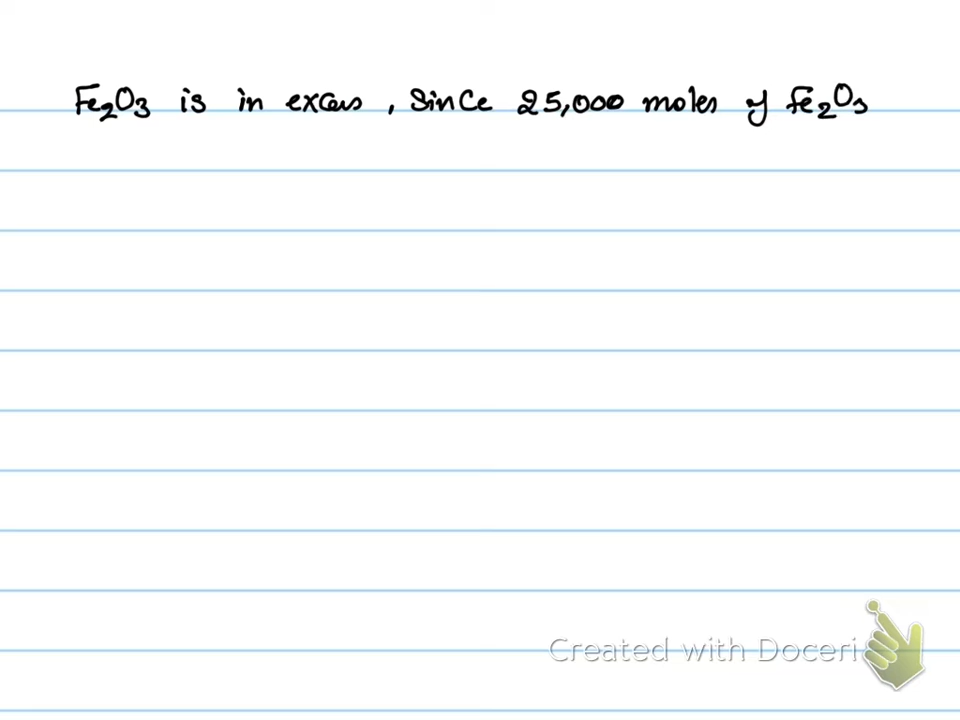 Fe₂O₃ is in excess, Since 25,000 moles of Fe₂O₃
Created with Doceri